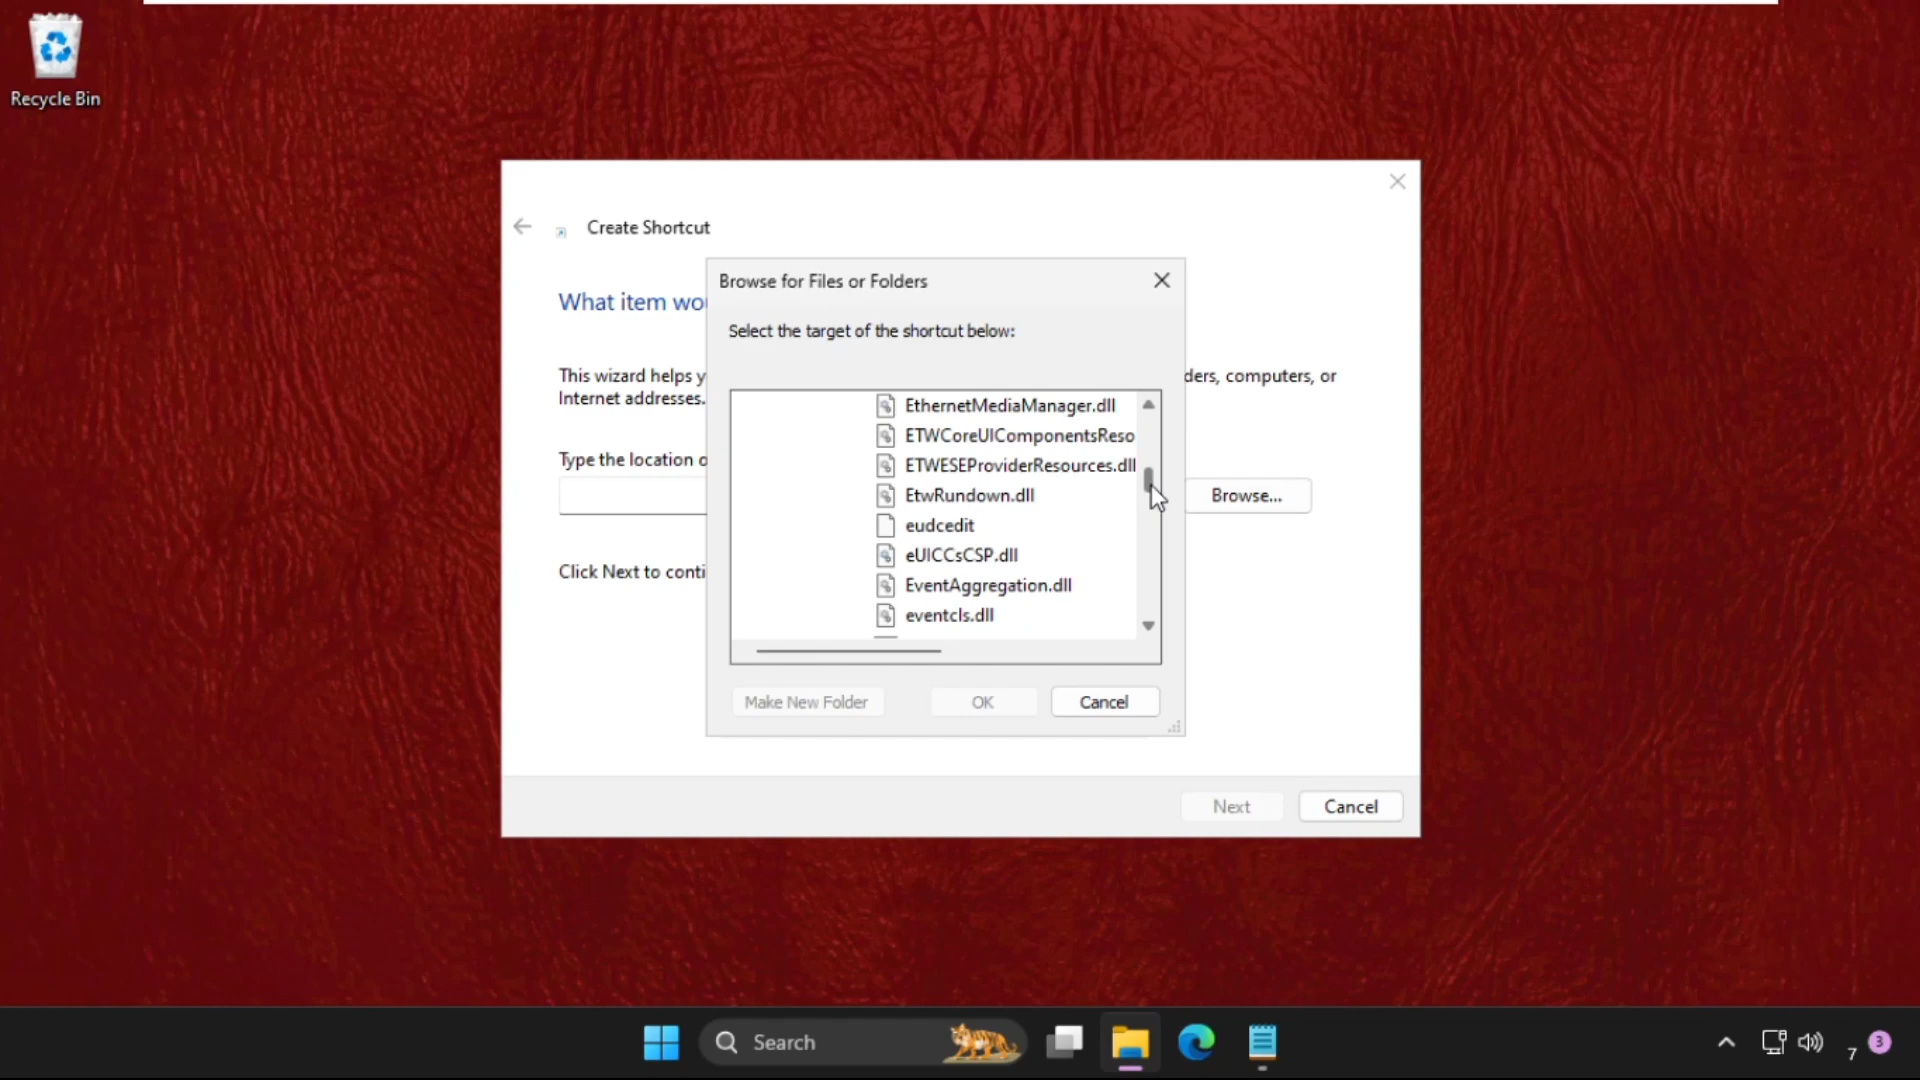 Recycle Bin
Create Shortcut
Browse for Files or Folders
What item wo
Select the target of the shortcut below:
This wizard helps y
ders, computers, or
Internet addresses.
EthernetMediaManager.dll
ETWCoreUIComponentsReso
Type the location o
ETWESEProviderResources.dll
EtwRundown.dll
Browse...
eudcedit
eUICCsCSP.dll
Click Next to conti
EventAggregation.dll
eventcls.dll
Make New Folder
OK
Cancel
Next
Cancel
Search
7
3